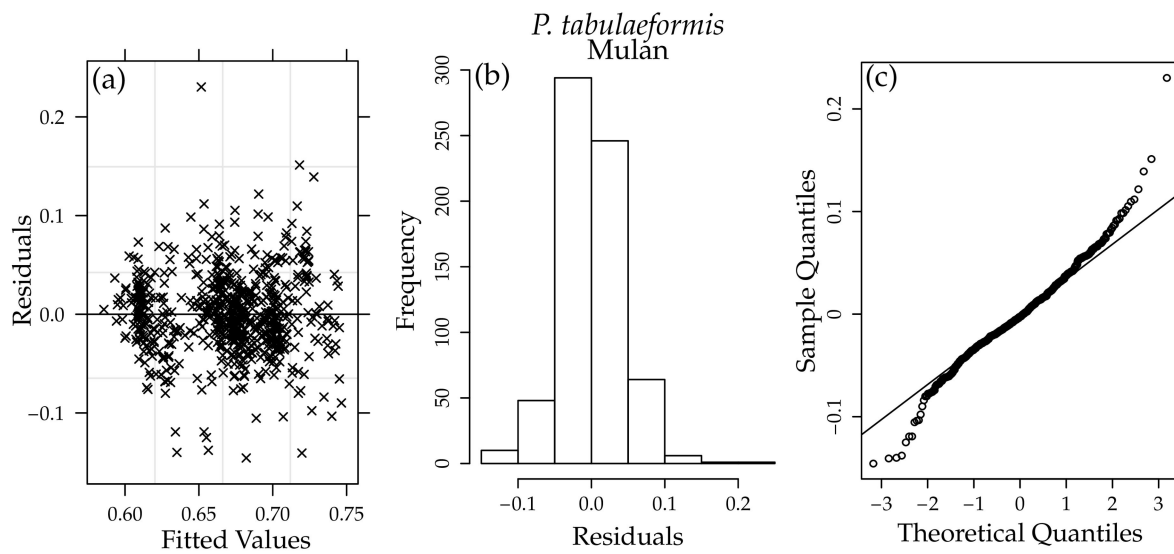 P. tabulaeformis
Mulan
(a)
0.2
0.1
0.0
−0.1
Residuals
0.60 0.65 0.70 0.75
Fitted Values
(b)
300
250
200
150
100
50
0
Frequency
−0.1 0.0 0.1 0.2
Residuals
(c)
0.2
0.1
0
−0.1
Sample Quantiles
−3 −2 −1 0 1 2 3
Theoretical Quantiles